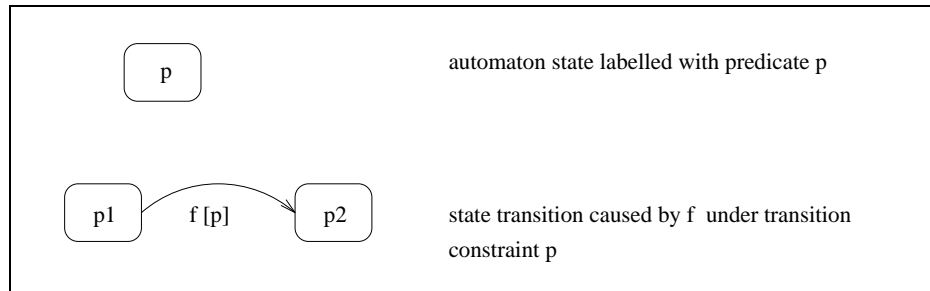 p
automaton state labelled with predicate p
p1
f [p]
p2
state transition caused by f under transition
constraint p